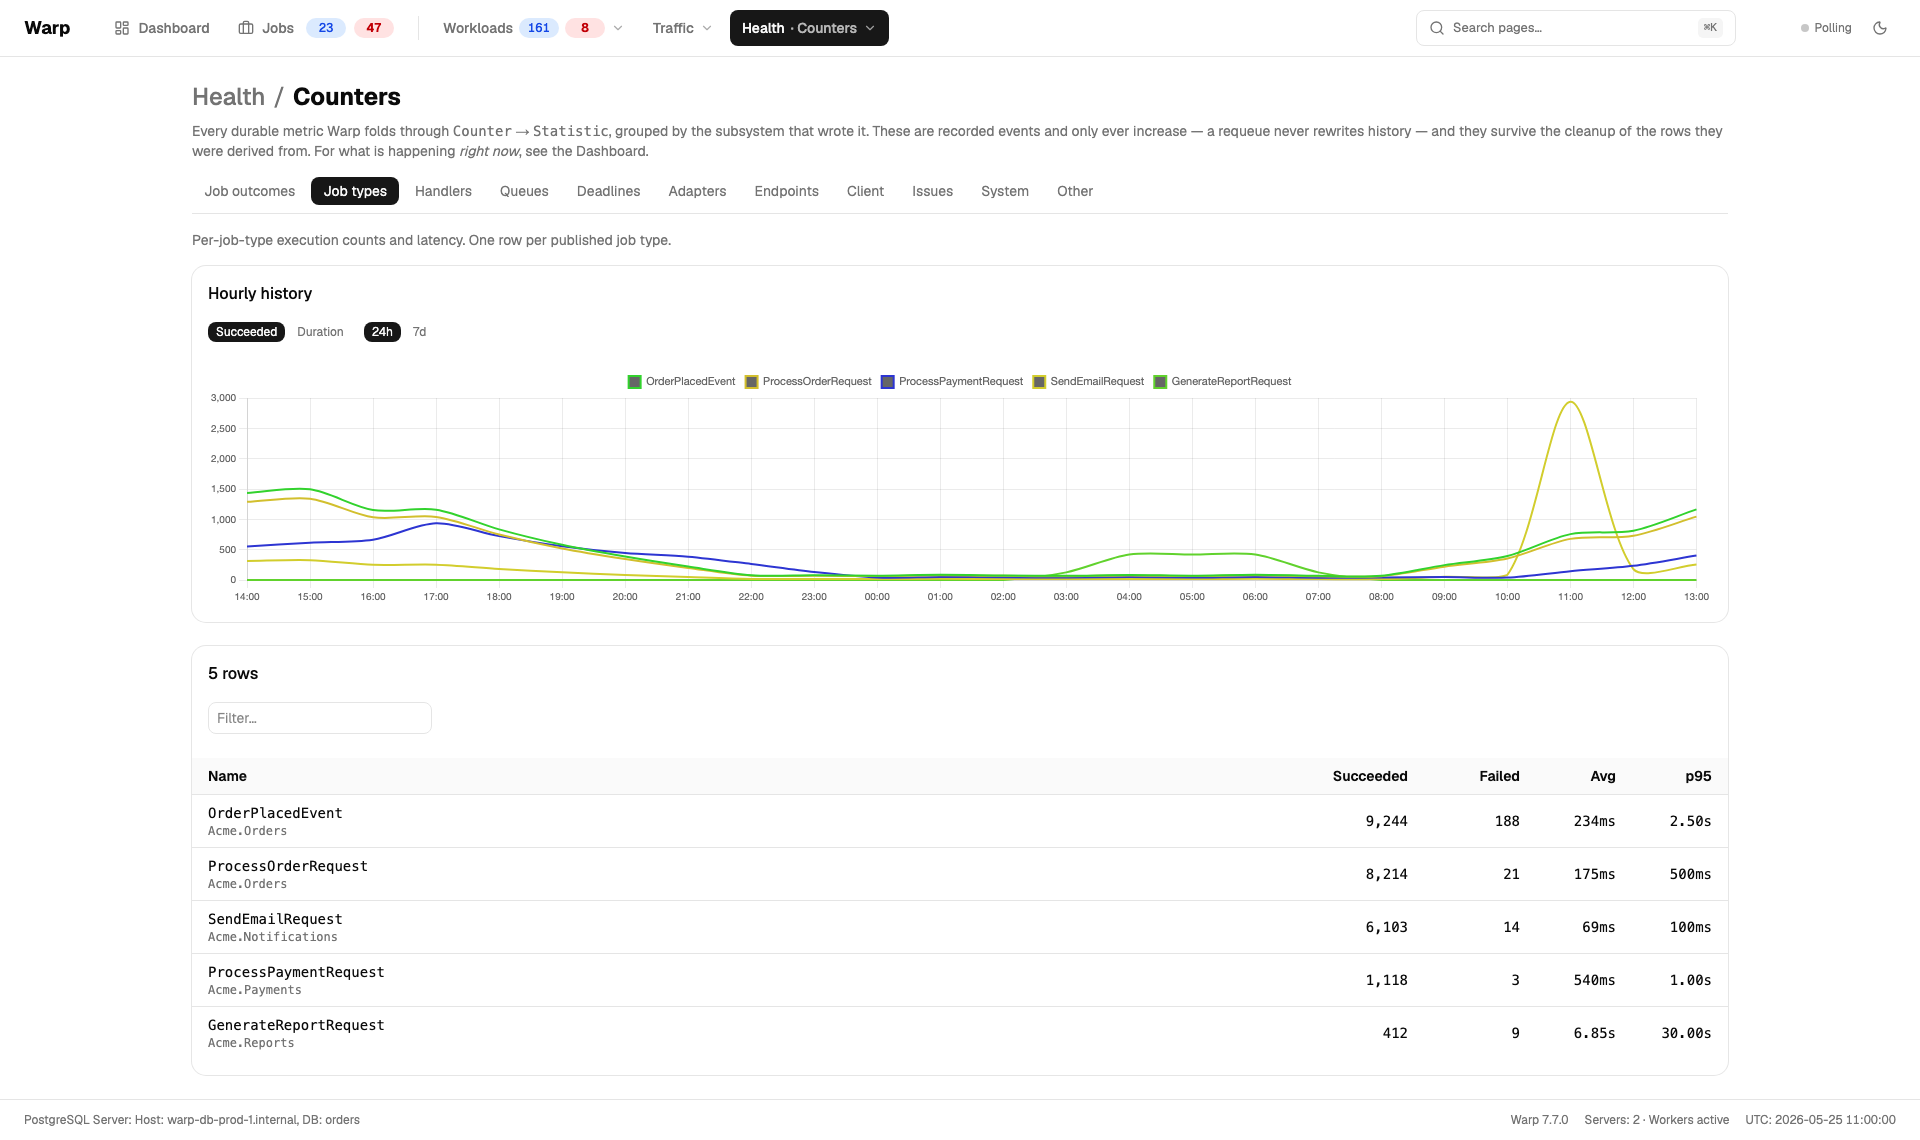 Warp Dashboard Jobs 23 47 Workloads 161 8 Traffic Health · Counters Search pages... ⌘K Polling
Health / Counters
Every durable metric Warp folds through Counter → Statistic, grouped by the subsystem that wrote it. These are recorded events and only ever increase — a requeue never rewrites history — and they survive the cleanup of the rows they
were derived from. For what is happening right now, see the Dashboard.
Job outcomes Job types Handlers Queues Deadlines Adapters Endpoints Client Issues System Other
Per-job-type execution counts and latency. One row per published job type.
Hourly history
Succeeded Duration 24h 7d
OrderPlacedEvent ProcessOrderRequest ProcessPaymentRequest SendEmailRequest GenerateReportRequest
3,000
2,500
2,000
1,500
1,000
500
0
14:00 15:00 16:00 17:00 18:00 19:00 20:00 21:00 22:00 23:00 00:00 01:00 02:00 03:00 04:00 05:00 06:00 07:00 08:00 09:00 10:00 11:00 12:00 13:00
5 rows
Filter...
Name Succeeded Failed Avg p95
OrderPlacedEvent
Acme.Orders
9,244 188 234ms 2.50s
ProcessOrderRequest
Acme.Orders
8,214 21 175ms 500ms
SendEmailRequest
Acme.Notifications
6,103 14 69ms 100ms
ProcessPaymentRequest
Acme.Payments
1,118 3 540ms 1.00s
GenerateReportRequest
Acme.Reports
412 9 6.85s 30.00s
PostgreSQL Server: Host: warp-db-prod-1.internal, DB: orders Warp 7.7.0 Servers: 2 · Workers active UTC: 2026-05-25 11:00:00